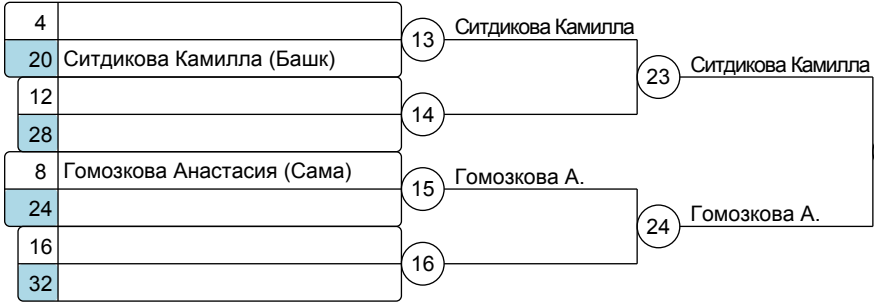 4
13 Ситдикова Камилла
20 Ситдикова Камилла (Башк)
23 Ситдикова Камилла
12
14
28
8 Гомозкова Анастасия (Сама)
15 Гомозкова А.
24
24 Гомозкова А.
16
16
32